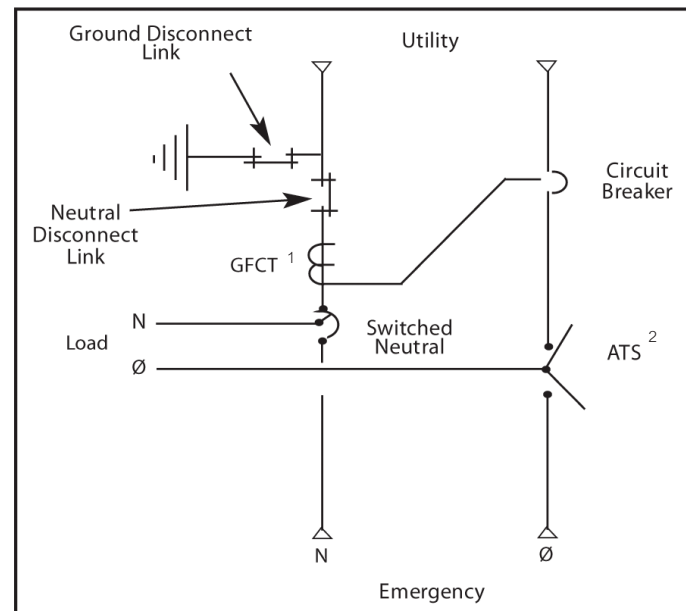 Ground Disconnect
Link
Utility
Circuit
Breaker
Neutral
Disconnect
Link
GFCT 1
N
Load
Ø
Switched
Neutral
ATS 2
N
Ø
Emergency